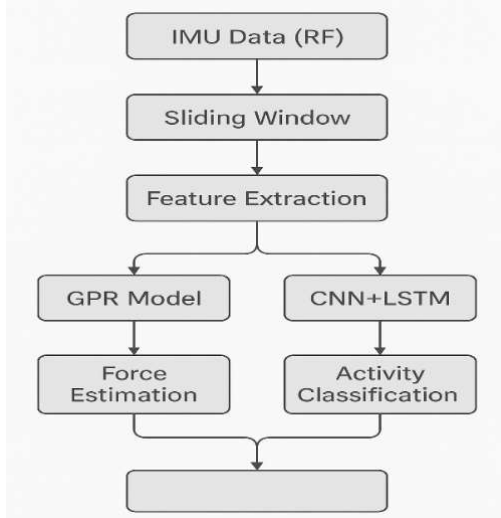 IMU Data (RF)
Sliding Window
Feature Extraction
GPR Model
CNN+LSTM
Force
Estimation
Activity
Classification